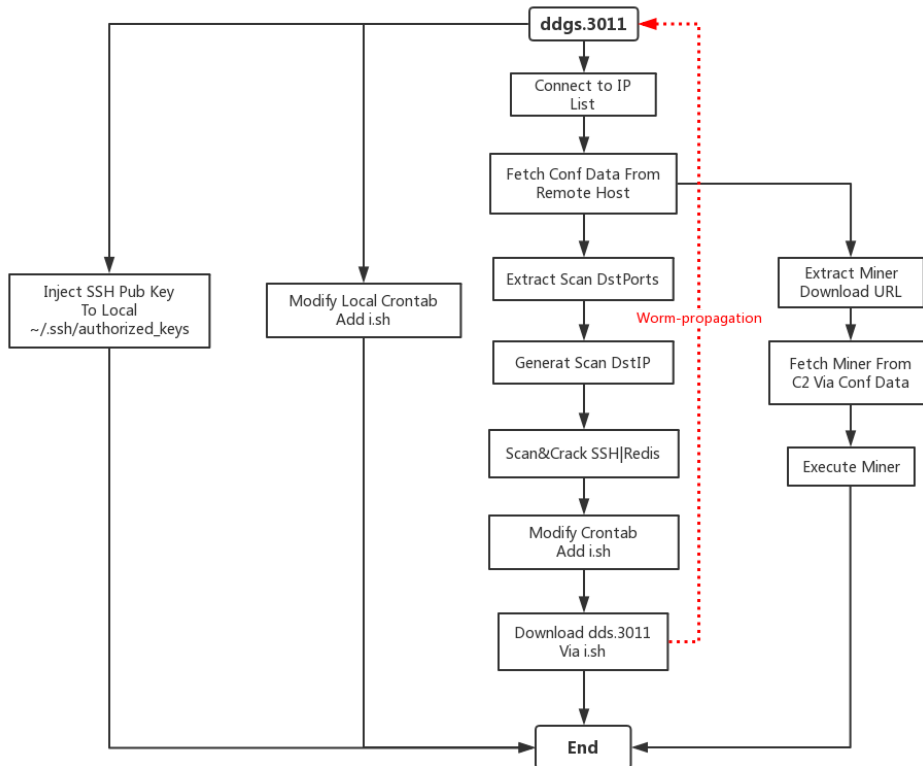 ddgs.3011
Connect to IP
List
Fetch Conf Data From
Remote Host
Inject SSH Pub Key
To Local
~/.ssh/authorized_keys
Modify Local Crontab
Add i.sh
Extract Scan DstPorts
Extract Miner
Download URL
Worm-propagation
Generat Scan DstIP
Fetch Miner From
C2 Via Conf Data
Scan&Crack SSH|Redis
Execute Miner
Modify Crontab
Add i.sh
Download dds.3011
Via i.sh
End